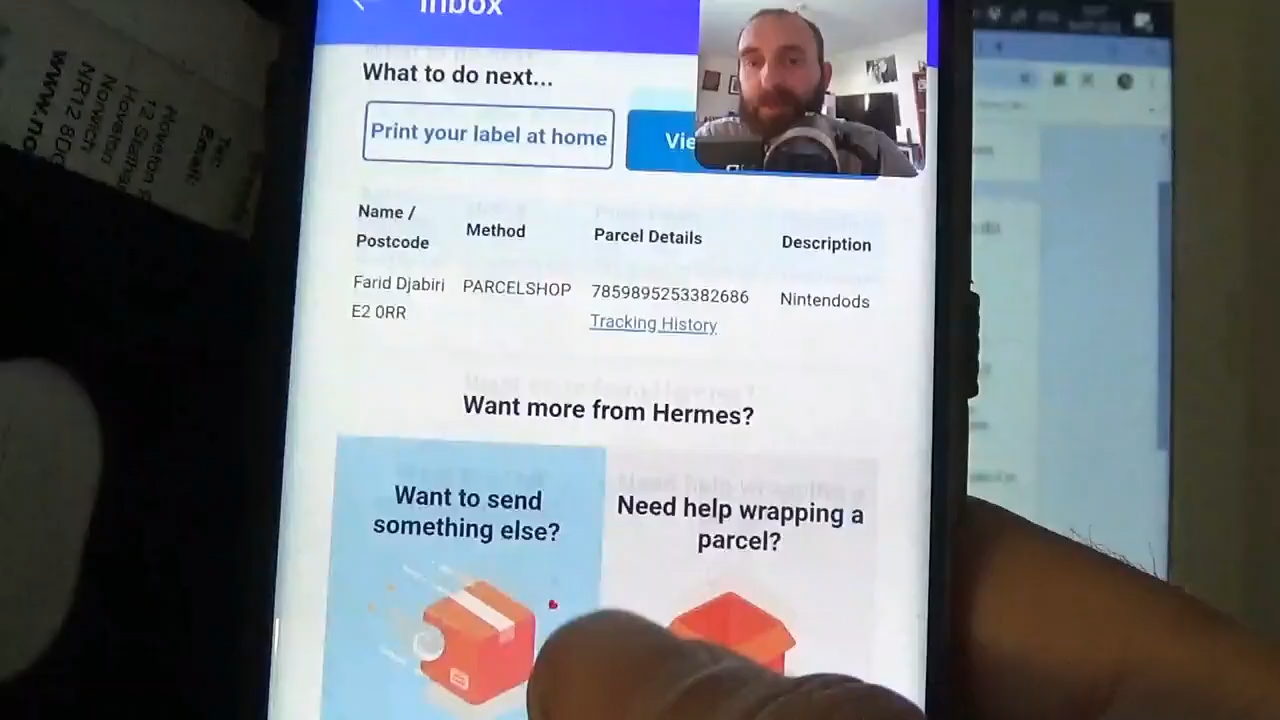 Inbox
What to do next...
Print your label at home
Vie
Name /
Postcode
Method
Parcel Details
Description
Farid Djabiri
E2 0RR
PARCELSHOP
7859895253382686
Tracking History
Nintendods
Want more from Hermes?
Want to send
something else?
Need help wrapping a
parcel?
To:
Email:
Hoveton
12 Stalham
Hoveton
Norwich
NR12 8D
www.no